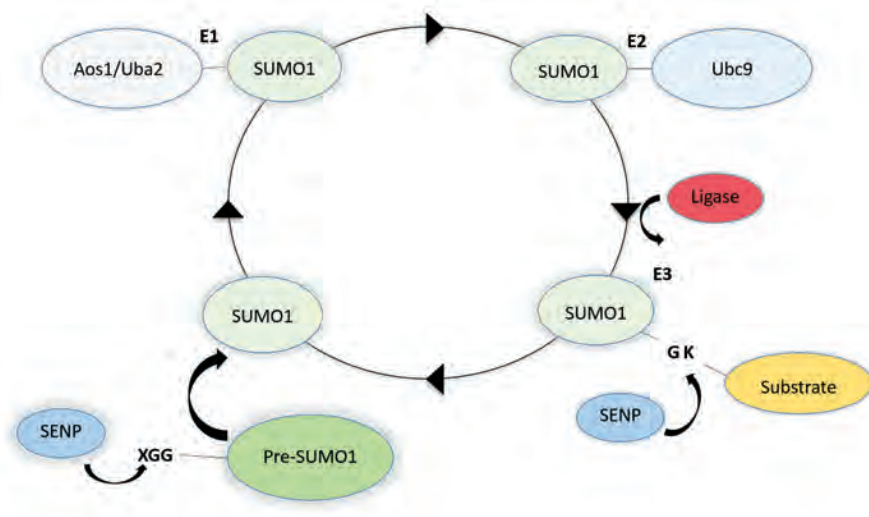 E1
Aos1/Uba2
SUMO1
E2
SUMO1
Ubc9
Ligase
E3
SUMO1
SUMO1
G K
Substrate
SENP
SENP
XGG
Pre-SUMO1